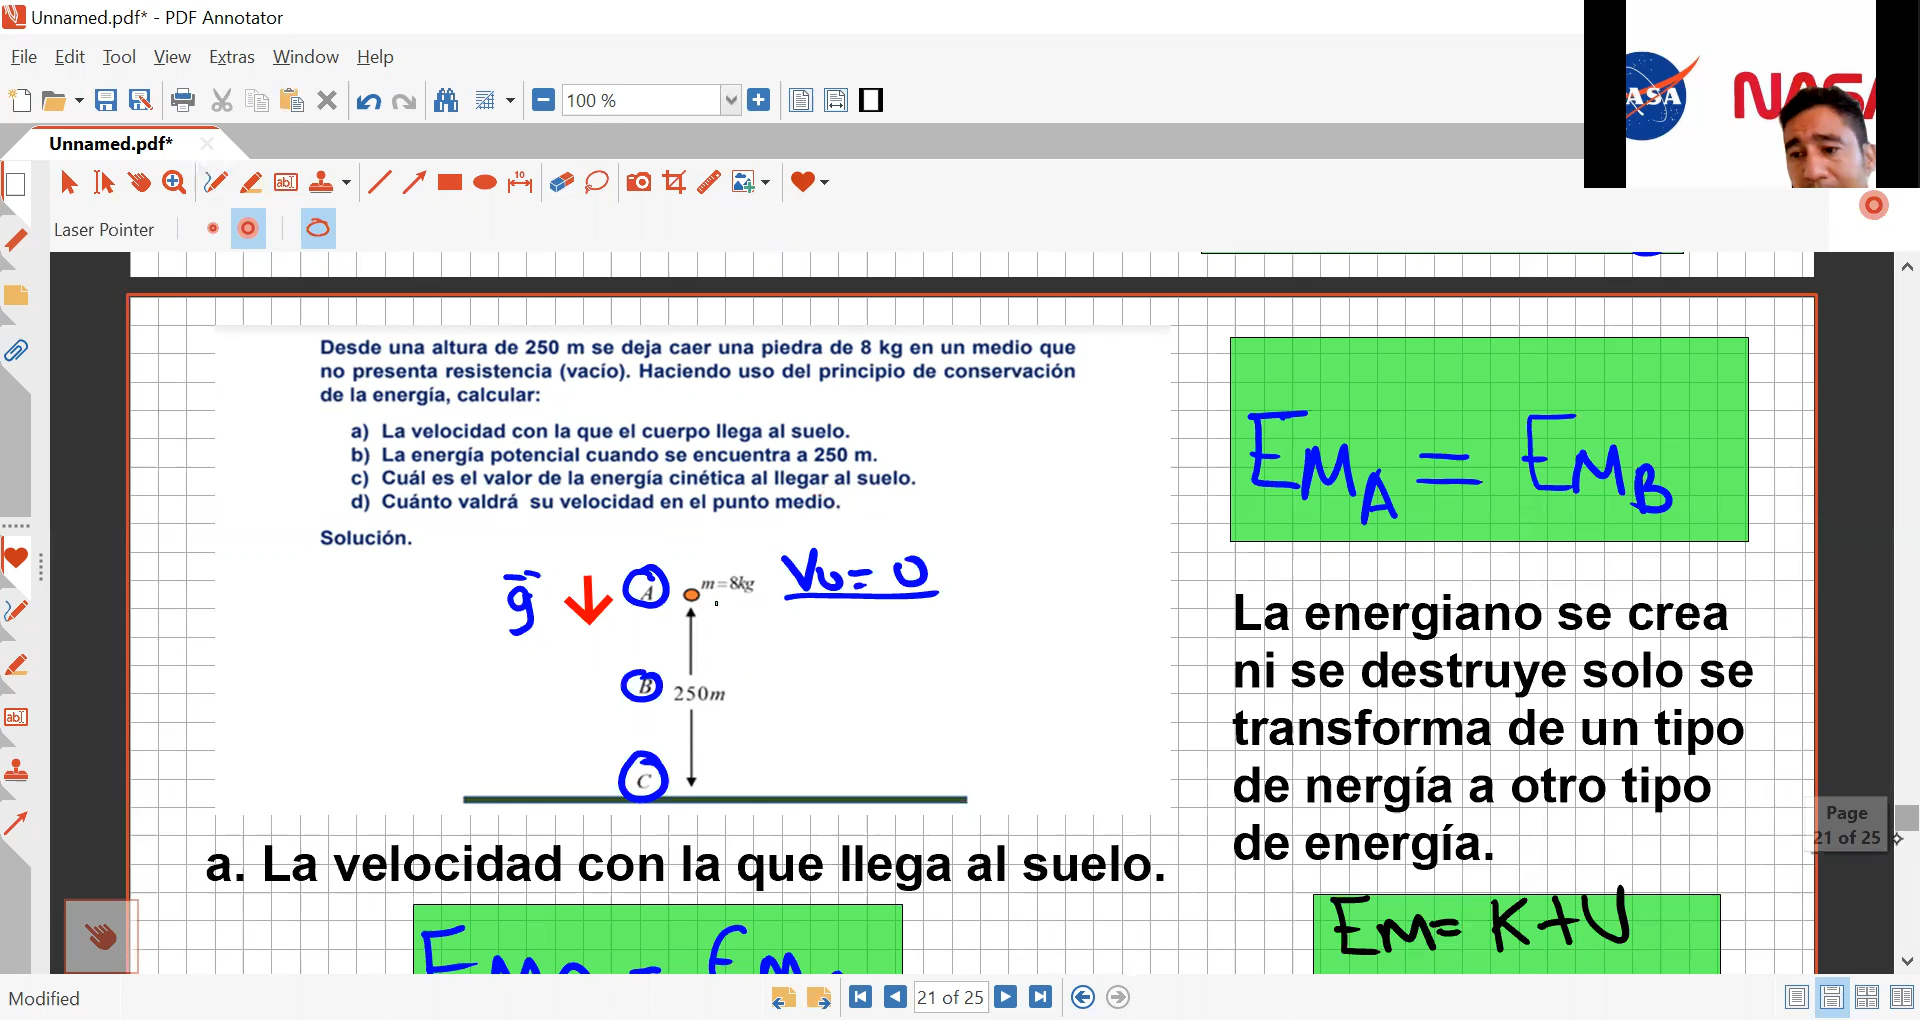 Unnamed.pdf* - PDF Annotator
File Edit Tool View Extras Window Help
100 %
Unnamed.pdf*
Laser Pointer
NASA
Desde una altura de 250 m se deja caer una piedra de 8 kg en un medio que
no presenta resistencia (vacío). Haciendo uso del principio de conservación
de la energía, calcular:
a) La velocidad con la que el cuerpo llega al suelo.
b) La energía potencial cuando se encuentra a 250 m.
c) Cuál es el valor de la energía cinética al llegar al suelo.
d) Cuánto valdrá su velocidad en el punto medio.
Solución.
g
A
m = 8kg
Vo = 0
B
250m
C
EMA = EMB
La energiano se crea
ni se destruye solo se
transforma de un tipo
de nergía a otro tipo
de energía.
a. La velocidad con la que llega al suelo.
EM= K+U
Page
21 of 25
Modified
21 of 25